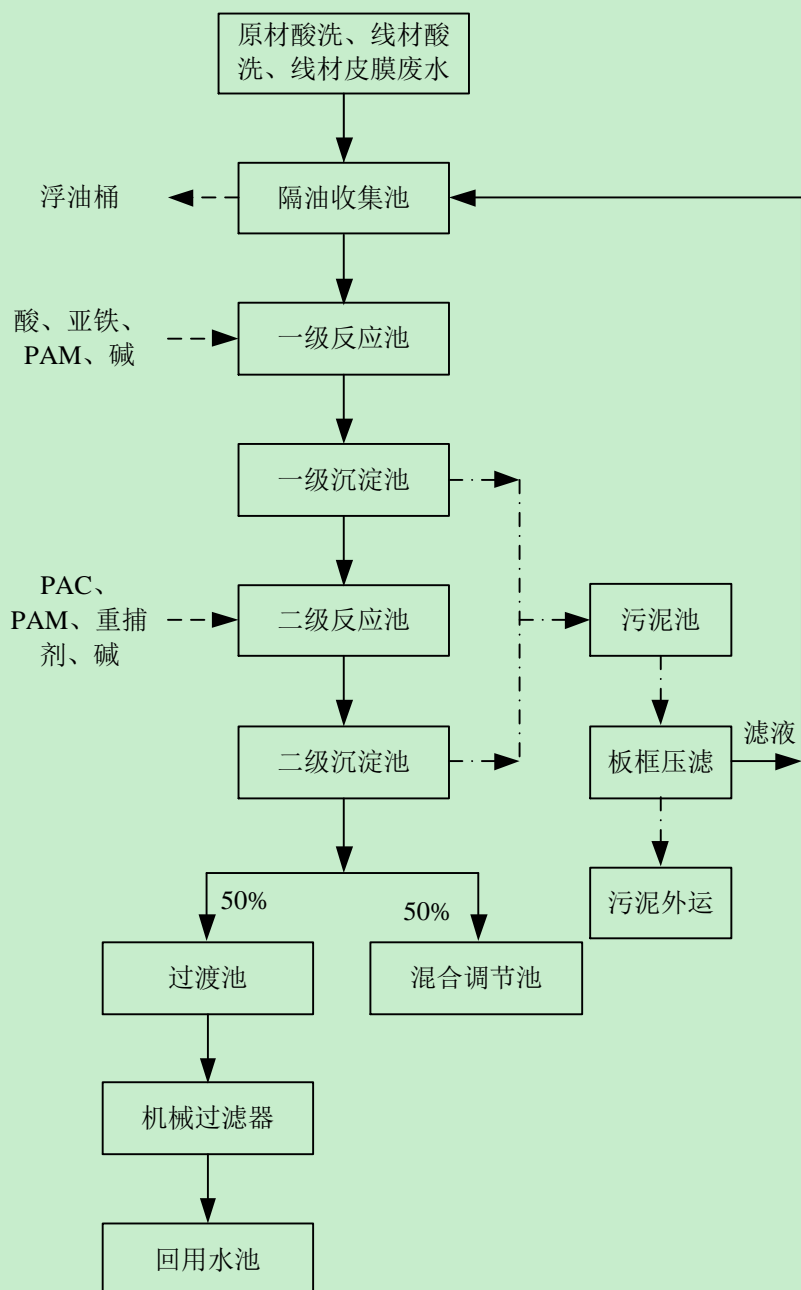 原材酸洗、线材酸
洗、线材皮膜废水
浮油桶
隔油收集池
酸、亚铁、
PAM、碱
一级反应池
一级沉淀池
PAC、
PAM、重捕
剂、碱
二级反应池
污泥池
二级沉淀池
板框压滤
滤液
50%
50%
污泥外运
过渡池
混合调节池
机械过滤器
回用水池